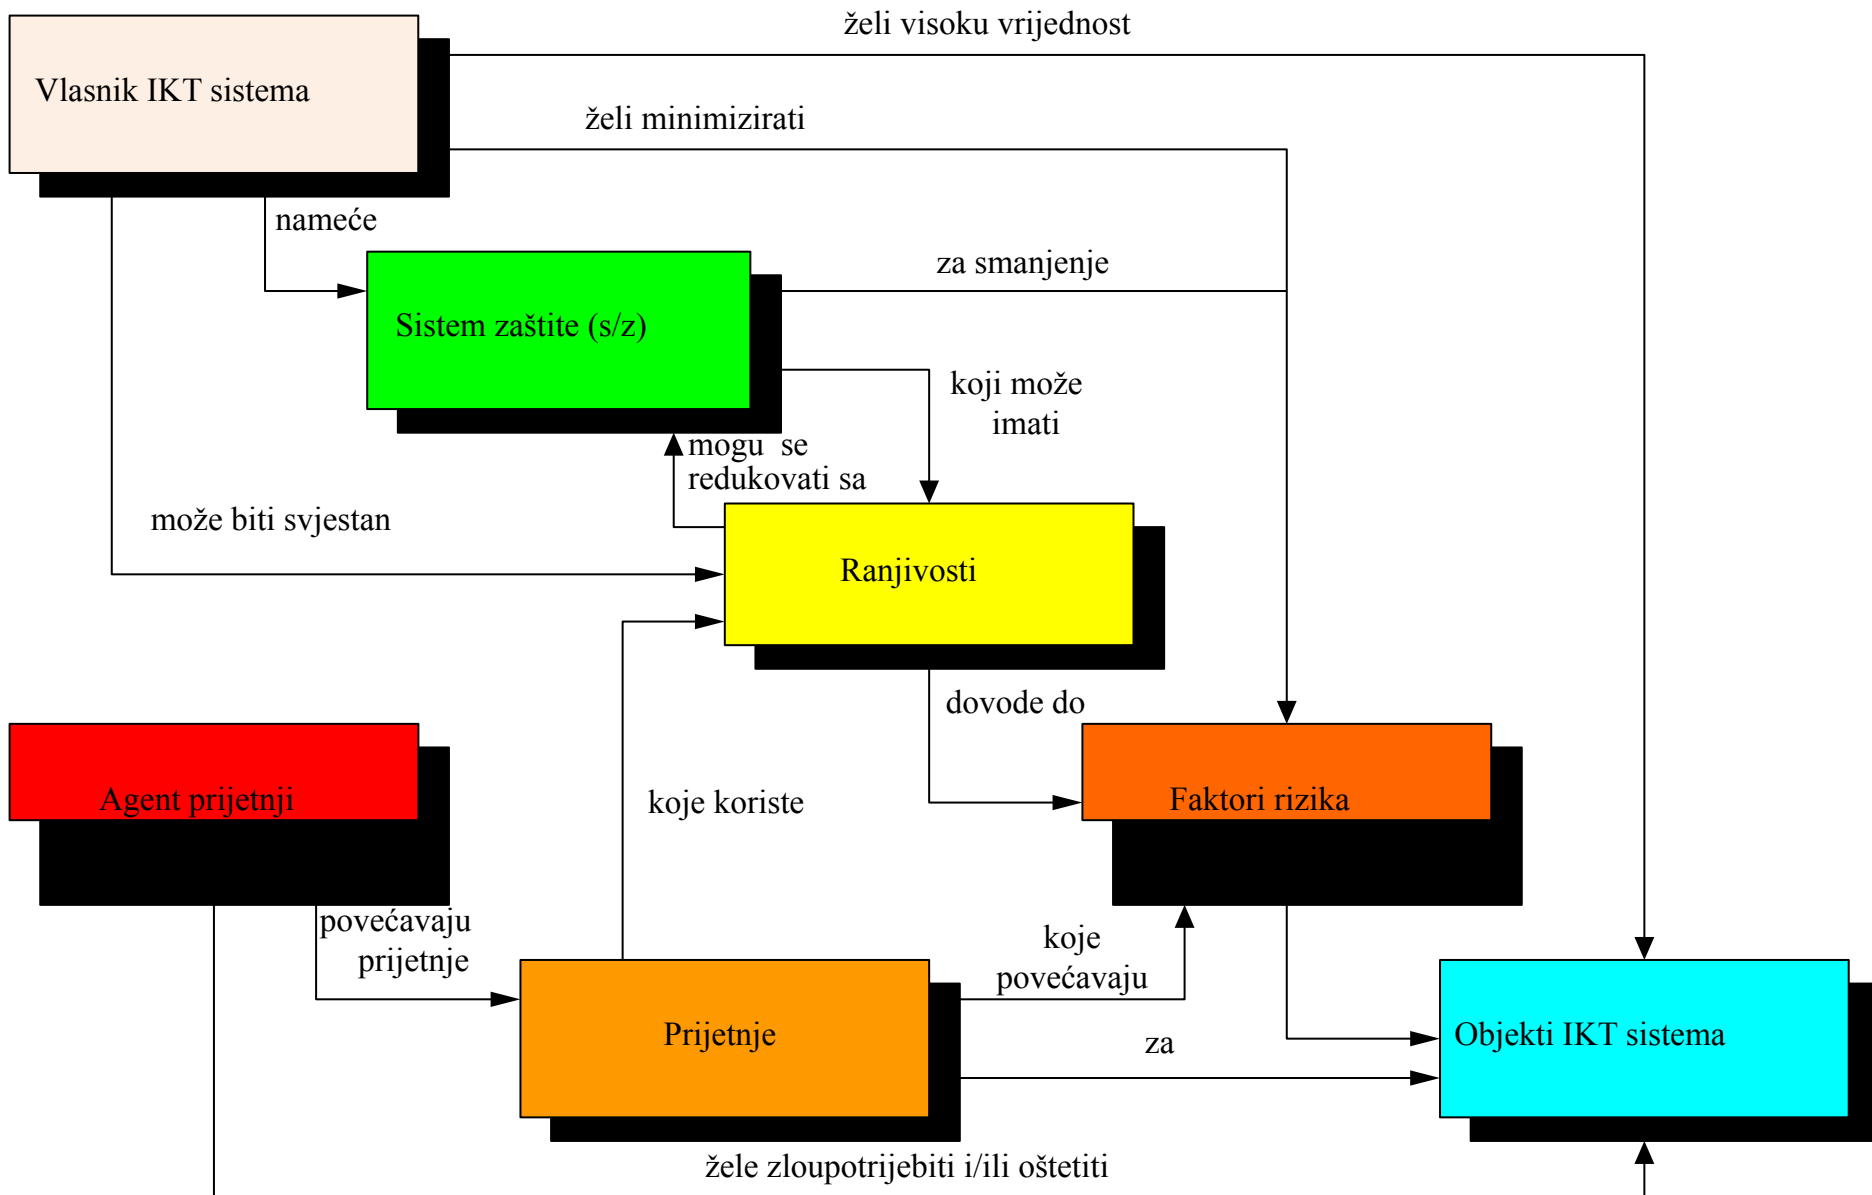 želi visoku vrijednost
Vlasnik IKT sistema
želi minimizirati
nameće
za smanjenje
Sistem zaštite (s/z)
koji može
imati
mogu  se
redukovati sa
može biti svjestan
Ranjivosti
dovode do
Agent prijetnji
koje koriste
Faktori rizika
povećavaju
prijetnje
koje
povećavaju
Prijetnje
za
Objekti IKT sistema
žele zloupotrijebiti i/ili oštetiti